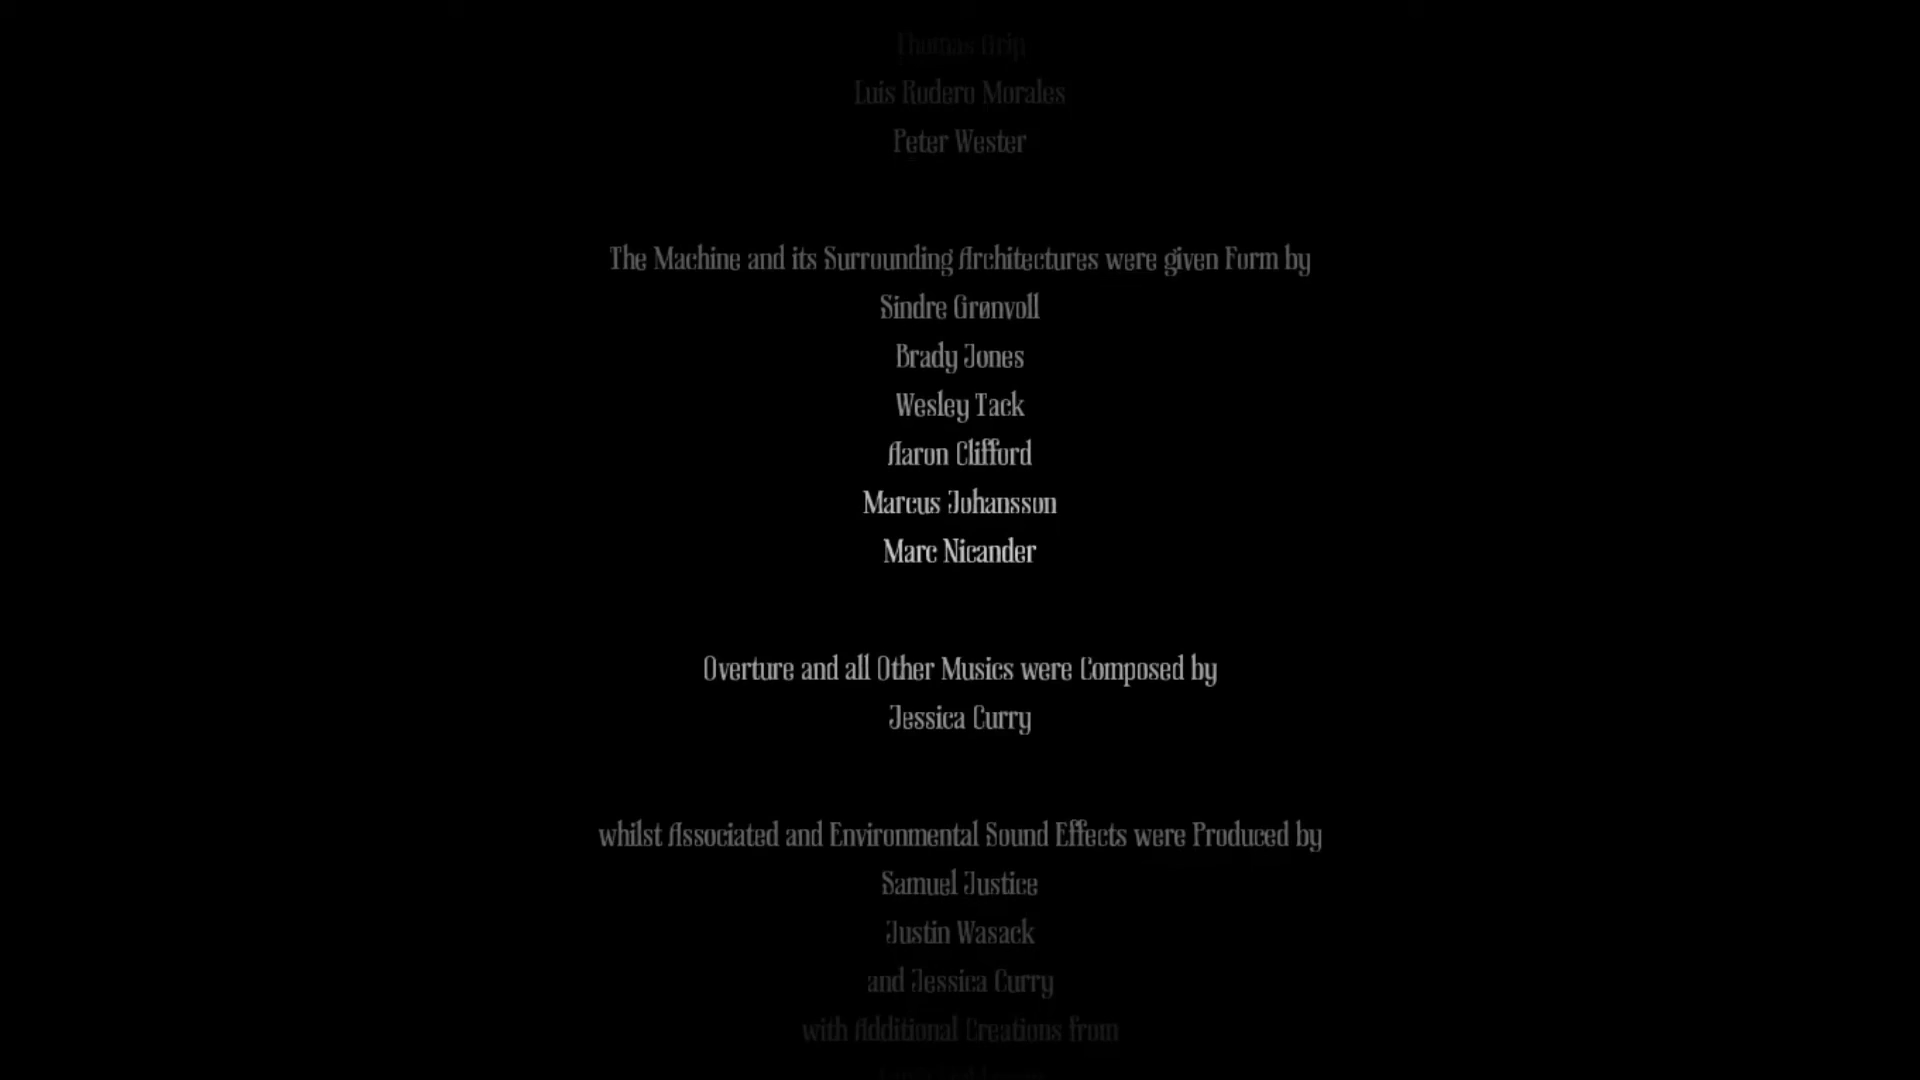 Thomas Grip
Luis Rodero Morales
Peter Wester
The Machine and its Surrounding Architectures were given Form by
Sindre Grønvoll
Brady Jones
Wesley Tack
Aaron Clifford
Marcus Johansson
Marc Nicander
Overture and all Other Musics were Composed by
Jessica Curry
whilst Associated and Environmental Sound Effects were Produced by
Samuel Justice
Justin Wasack
and Jessica Curry
with Additional Creations from